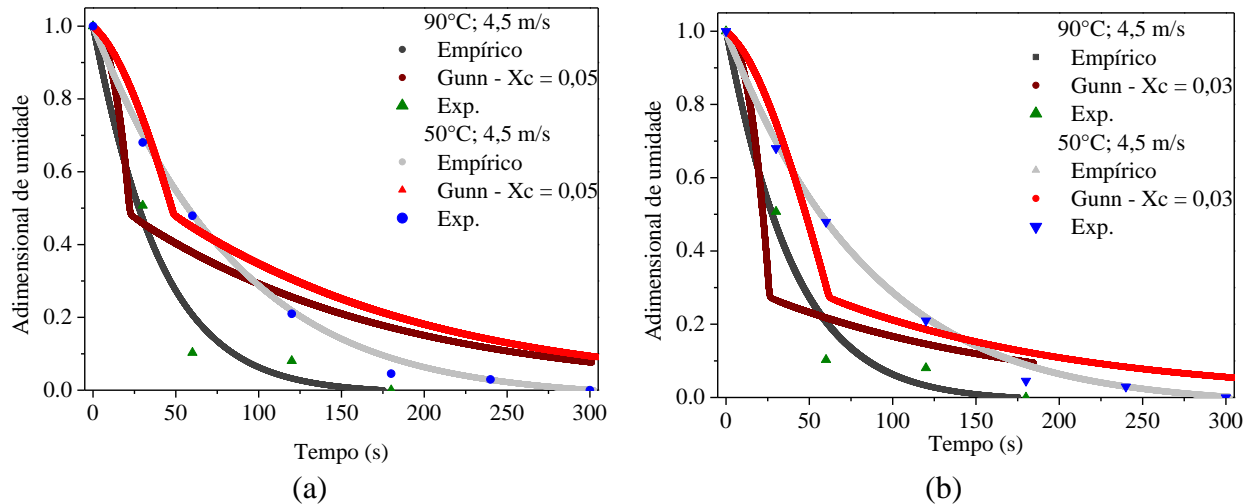 90°C; 4,5 m/s
Empírico
Gunn - Xc = 0,05
Exp.
50°C; 4,5 m/s
Empírico
Gunn - Xc = 0,05
Exp.
Adimensional de umidade
1.0
0.8
0.6
0.4
0.2
0.0
0 50 100 150 200 250 300
Tempo (s)
(a)
90°C; 4,5 m/s
Empírico
Gunn - Xc = 0,03
Exp.
50°C; 4,5 m/s
Empírico
Gunn - Xc = 0,03
Exp.
Adimensional de umidade
1.0
0.8
0.6
0.4
0.2
0.0
0 50 100 150 200 250 300
Tempo (s)
(b)